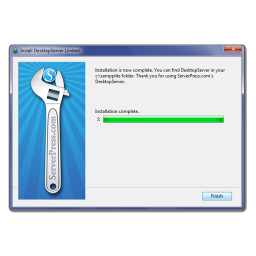 Install DesktopServer Limited
Installation is now complete. You can find DesktopServer in your
c:\xampplite folder. Thank you for using ServerPress.com's
DesktopServer.
Installation complete.
S
ServerPress.com
Finish